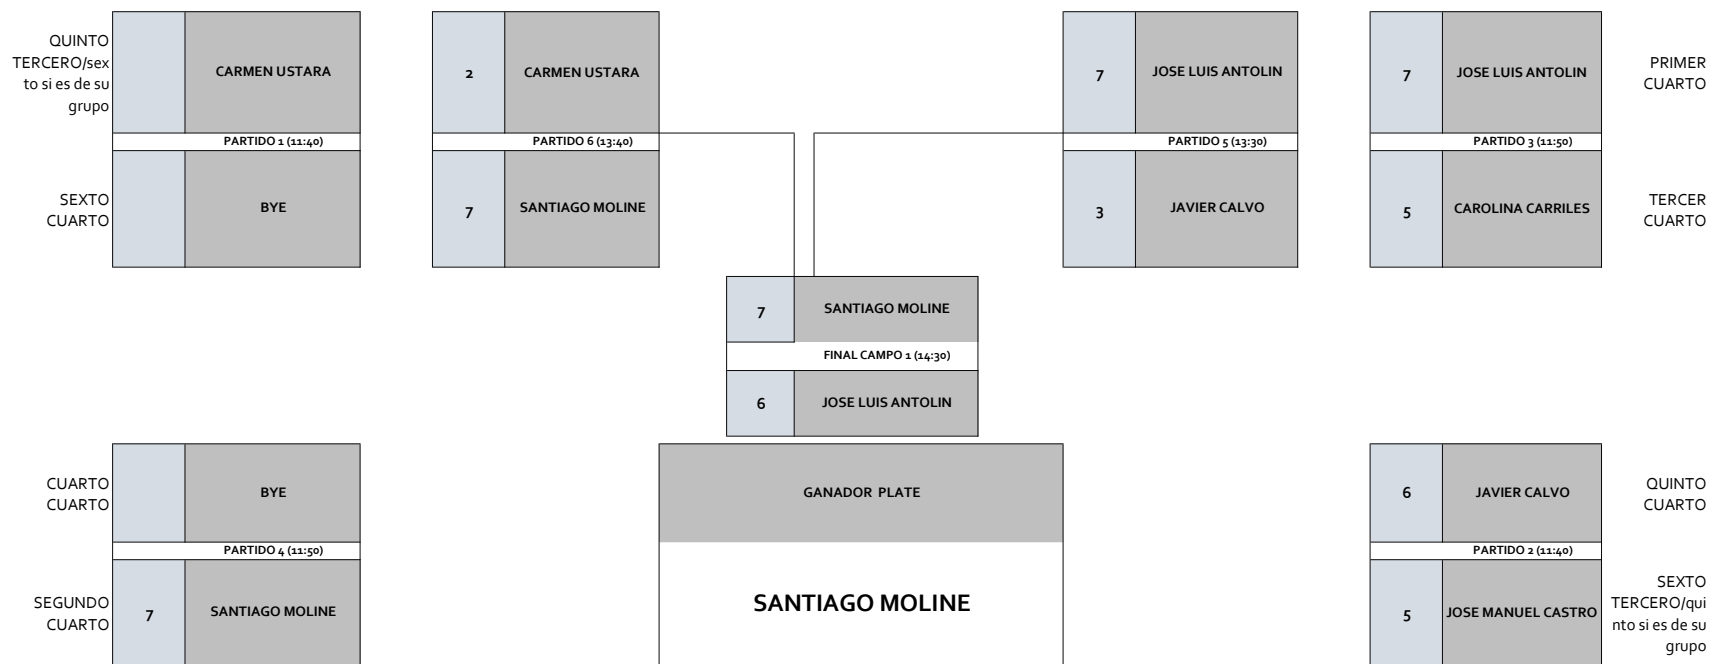 QUINTO
TERCERO/sex
to si es de su
grupo
CARMEN USTARA
PARTIDO 1 (11:40)
SEXTO
CUARTO
BYE
2
CARMEN USTARA
PARTIDO 6 (13:40)
7
SANTIAGO MOLINE
7
JOSE LUIS ANTOLIN
PARTIDO 5 (13:30)
3
JAVIER CALVO
7
JOSE LUIS ANTOLIN
PRIMER
CUARTO
PARTIDO 3 (11:50)
5
CAROLINA CARRILES
TERCER
CUARTO
7
SANTIAGO MOLINE
FINAL CAMPO 1 (14:30)
6
JOSE LUIS ANTOLIN
CUARTO
CUARTO
BYE
PARTIDO 4 (11:50)
SEGUNDO
CUARTO
7
SANTIAGO MOLINE
GANADOR PLATE
SANTIAGO MOLINE
6
JAVIER CALVO
QUINTO
CUARTO
PARTIDO 2 (11:40)
5
JOSE MANUEL CASTRO
SEXTO
TERCERO/qui
nto si es de su
grupo